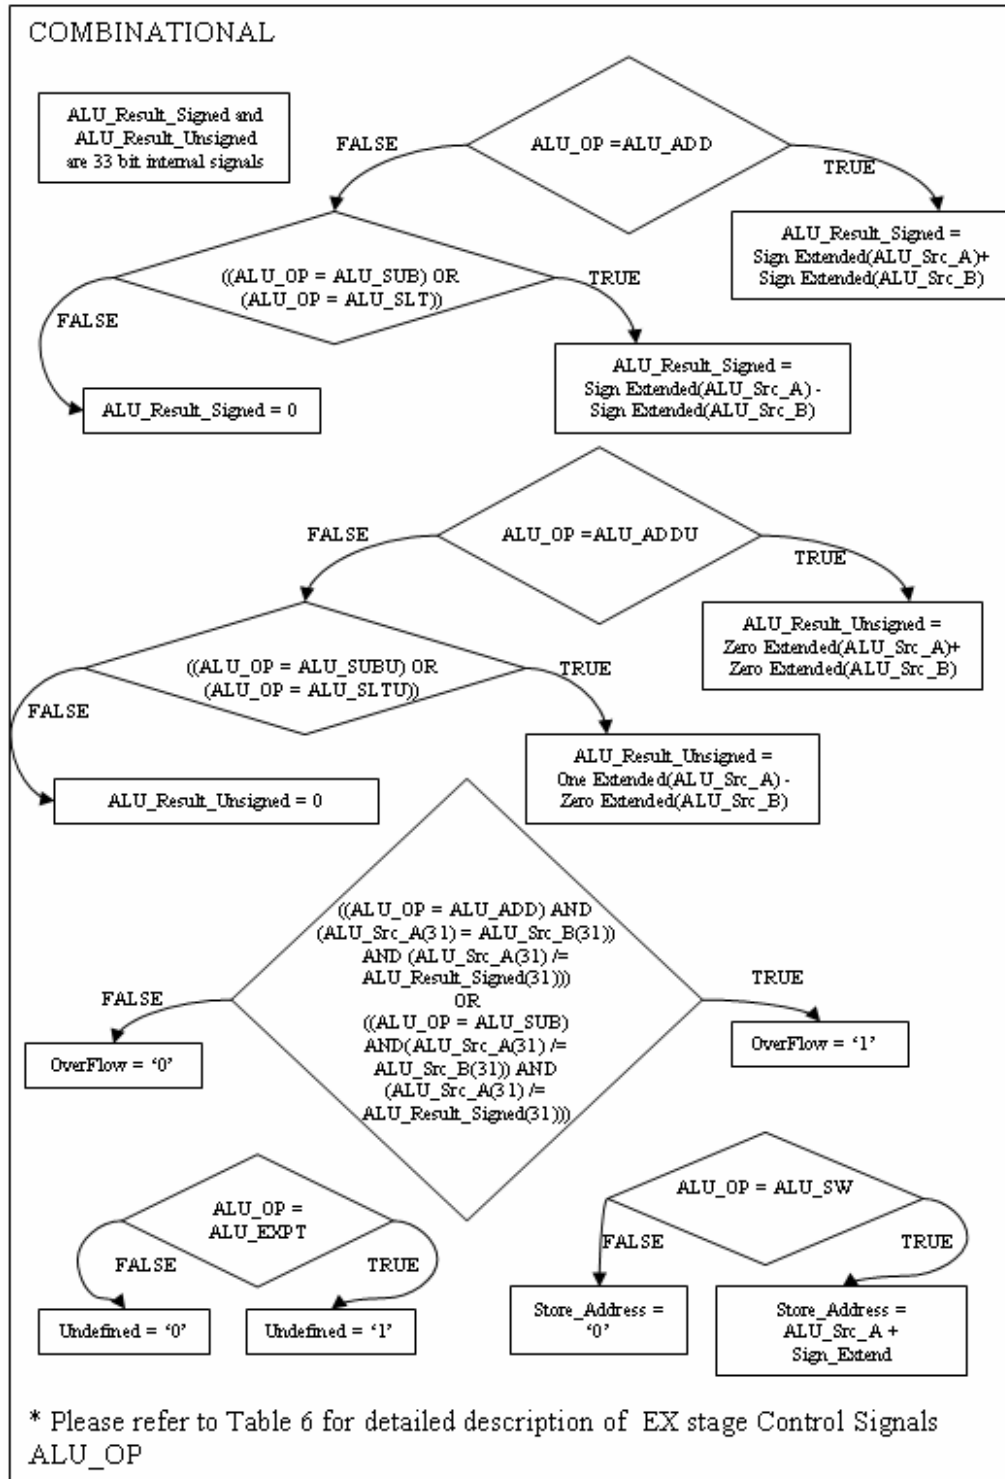 COMBINATIONAL
ALU_Result_Signed and
ALU_Result_Unsigned
are 33 bit internal signals
FALSE
ALU_OP =ALU_ADD
TRUE
ALU_Result_Signed =
Sign Extended(ALU_Src_A)+
Sign Extended(ALU_Src_B)
((ALU_OP = ALU_SUB) OR
(ALU_OP = ALU_SLT))
TRUE
FALSE
ALU_Result_Signed =
Sign Extended(ALU_Src_A) -
Sign Extended(ALU_Src_B)
ALU_Result_Signed = 0
FALSE
ALU_OP =ALU_ADDU
TRUE
ALU_Result_Unsigned =
Zero Extended(ALU_Src_A)+
Zero Extended(ALU_Src_B)
((ALU_OP = ALU_SUBU) OR
(ALU_OP = ALU_SLTU))
TRUE
FALSE
ALU_Result_Unsigned =
One Extended(ALU_Src_A) -
Zero Extended(ALU_Src_B)
ALU_Result_Unsigned = 0
((ALU_OP = ALU_ADD) AND
(ALU_Src_A(31) = ALU_Src_B(31))
AND (ALU_Src_A(31) /=
ALU_Result_Signed(31)))
OR
((ALU_OP = ALU_SUB)
AND(ALU_Src_A(31) /=
ALU_Src_B(31)) AND
(ALU_Src_A(31) /=
ALU_Result_Signed(31)))
FALSE
TRUE
OverFlow = ‘0’
OverFlow = ‘1’
ALU_OP =
ALU_EXPT
FALSE
TRUE
Undefined = ‘0’
Undefined = ‘1’
ALU_OP = ALU_SW
FALSE
TRUE
Store_Address =
‘0’
Store_Address =
ALU_Src_A +
Sign_Extend
* Please refer to Table 6 for detailed description of EX stage Control Signals
ALU_OP